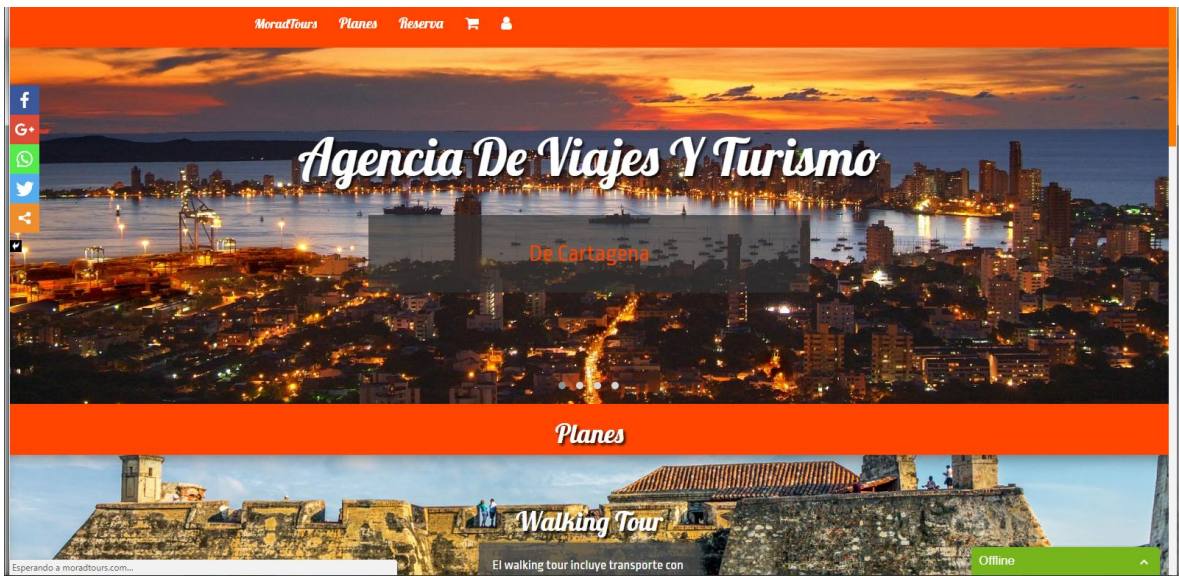 MoradTours Planes Reserva
Agencia De Viajes Y Turismo
De Cartagena
Planes
Walking Tour
El walking tour incluye transporte con
Offline
Esperando a moradtours.com...